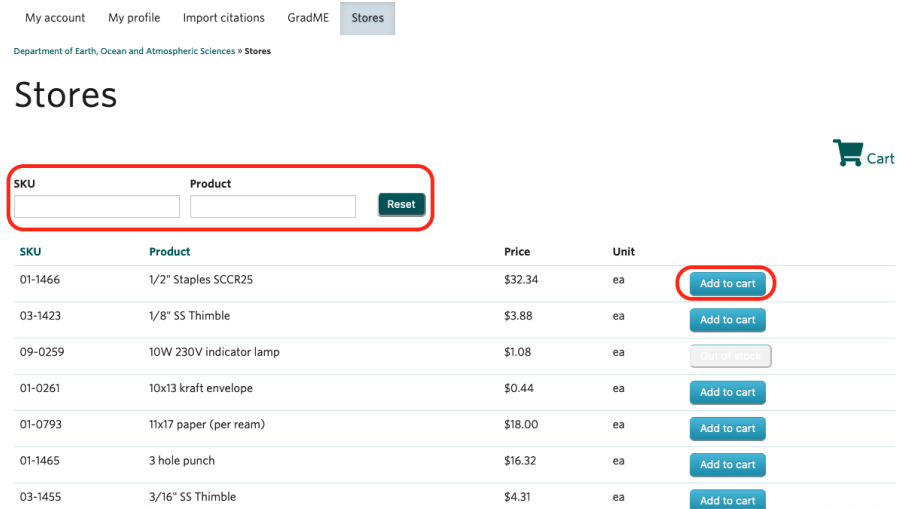 My account My profile Import citations GradME Stores
Department of Earth, Ocean and Atmospheric Sciences » Stores
Stores
Cart
SKU Product
Reset
SKU Product Price Unit
01-1466 1/2" Staples SCCR25 $32.34 ea Add to cart
03-1423 1/8" SS Thimble $3.88 ea Add to cart
09-0259 10W 230V indicator lamp $1.08 ea Out of stock
01-0261 10x13 kraft envelope $0.44 ea Add to cart
01-0793 11x17 paper (per ream) $18.00 ea Add to cart
01-1465 3 hole punch $16.32 ea Add to cart
03-1455 3/16" SS Thimble $4.31 ea Add to cart